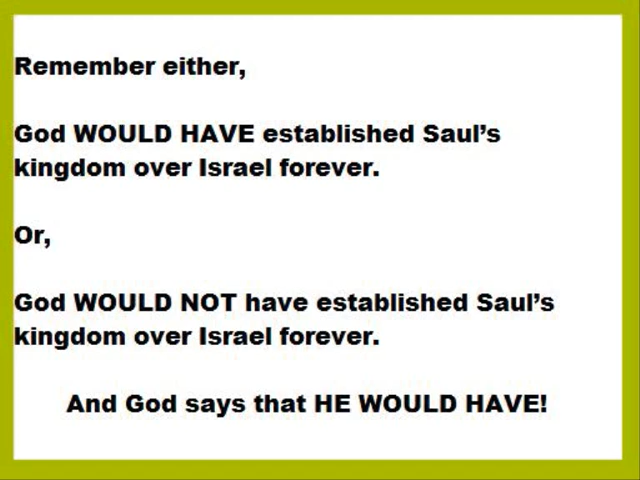 Remember either,
God WOULD HAVE established Saul’s
kingdom over Israel forever.
Or,
God WOULD NOT have established Saul’s
kingdom over Israel forever.
And God says that HE WOULD HAVE!